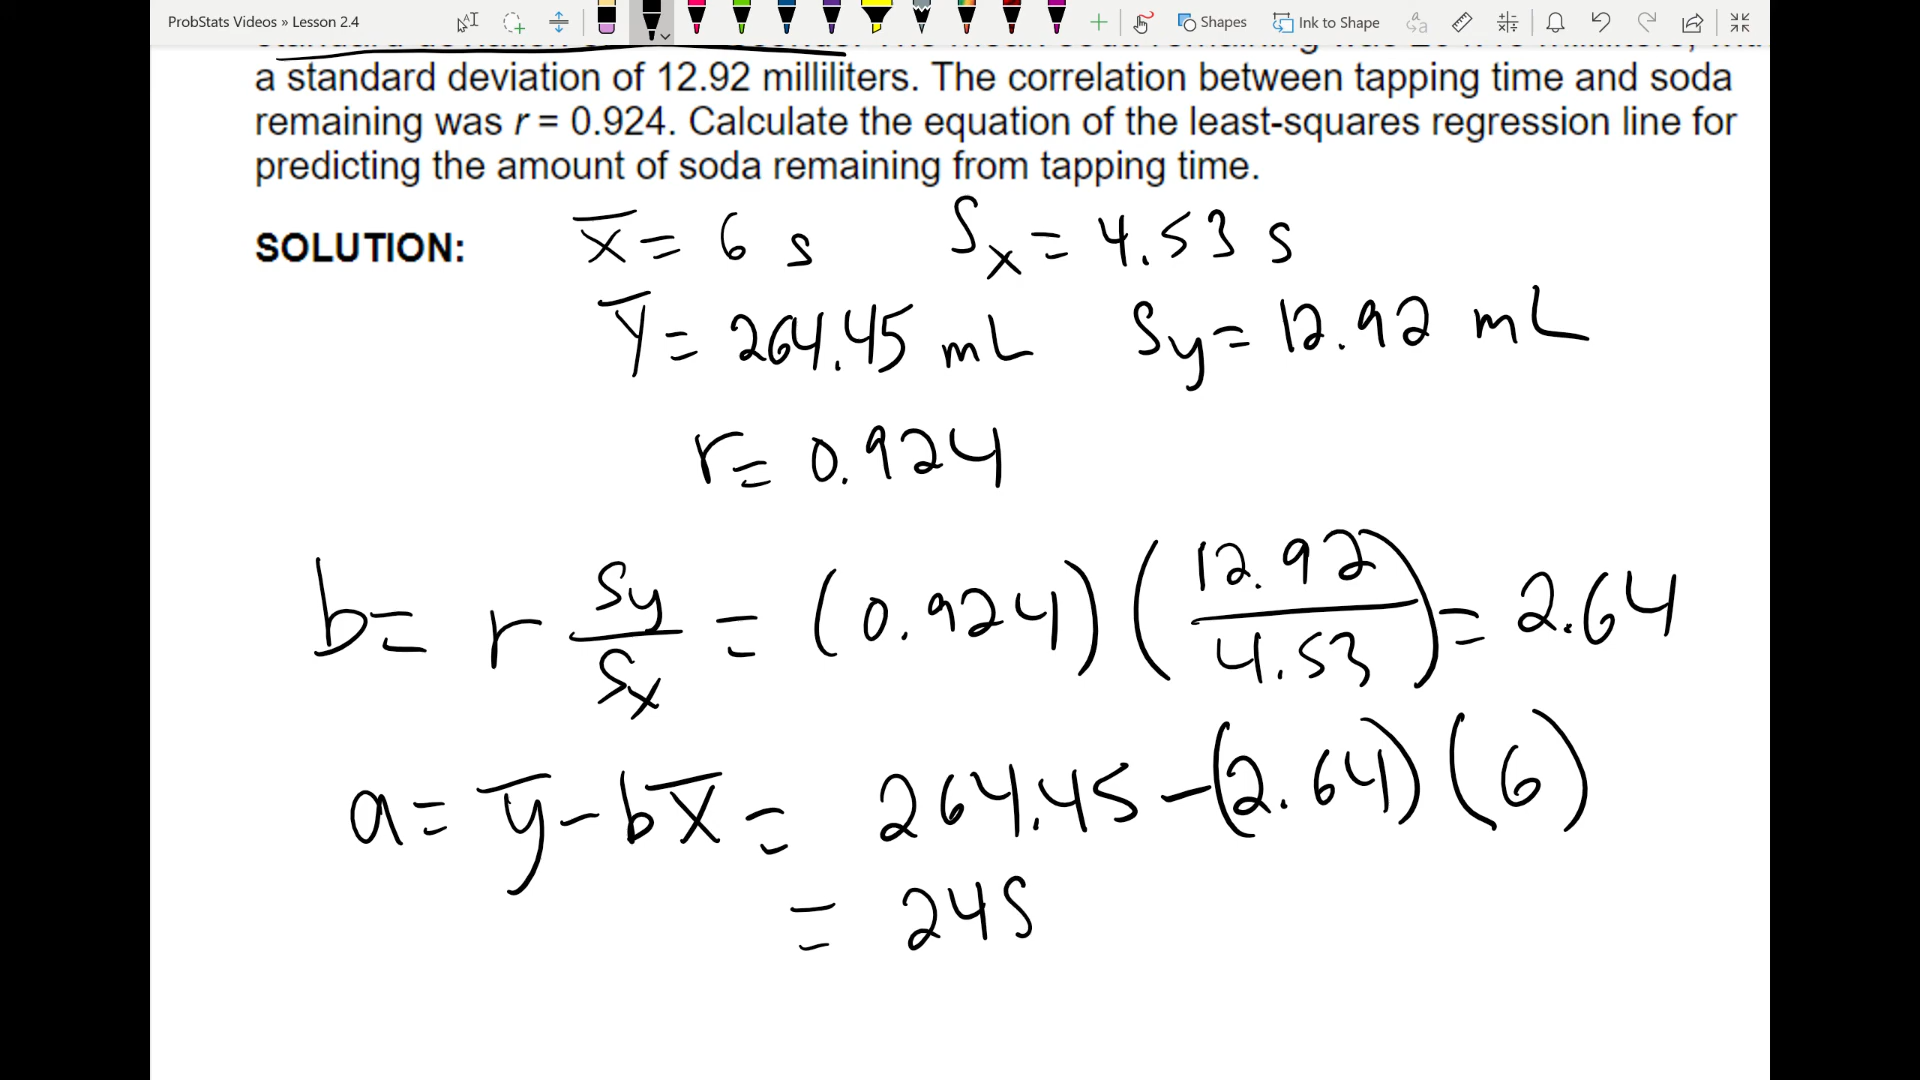 ProbStats Videos » Lesson 2.4 Shapes Ink to Shape
a standard deviation of 12.92 milliliters. The correlation between tapping time and soda
remaining was r = 0.924. Calculate the equation of the least-squares regression line for
predicting the amount of soda remaining from tapping time.
SOLUTION: x̅ = 6 s Sx = 4.53 s
y̅ = 264.45 mL Sy = 12.92 mL
r = 0.924
b = r Sy/Sx = (0.924)(12.92/4.53) = 2.64
a = y̅ - bx̅ = 264.45 - (2.64)(6)
= 248